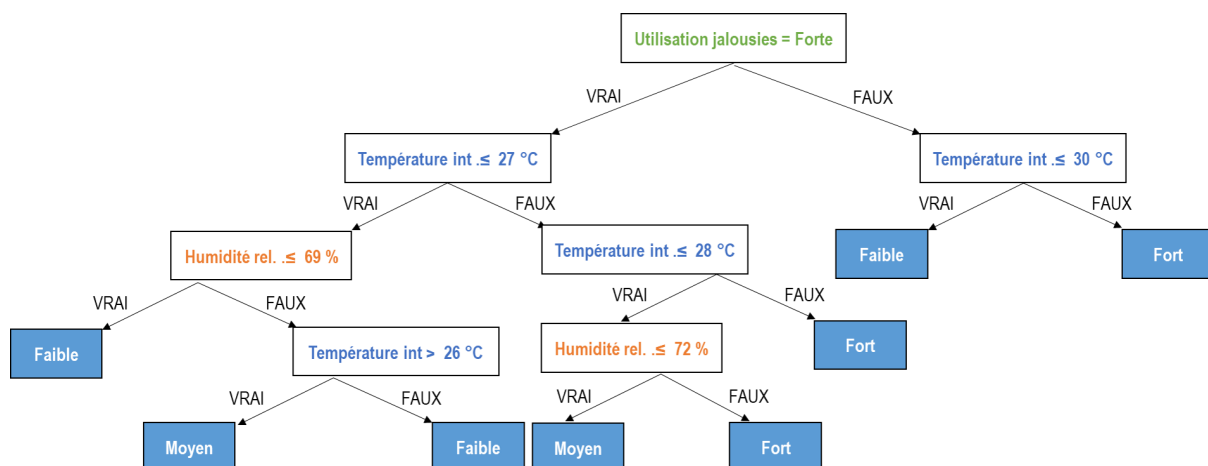 Utilisation jalousies = Forte
VRAI
FAUX
Température int .≤ 27 °C
Température int .≤ 30 °C
VRAI
FAUX
VRAI
FAUX
Humidité rel. .≤ 69 %
Température int .≤ 28 °C
Faible
Fort
VRAI
FAUX
VRAI
FAUX
Faible
Température int > 26 °C
Humidité rel. .≤ 72 %
Fort
VRAI
FAUX
VRAI
FAUX
Moyen
Faible
Moyen
Fort